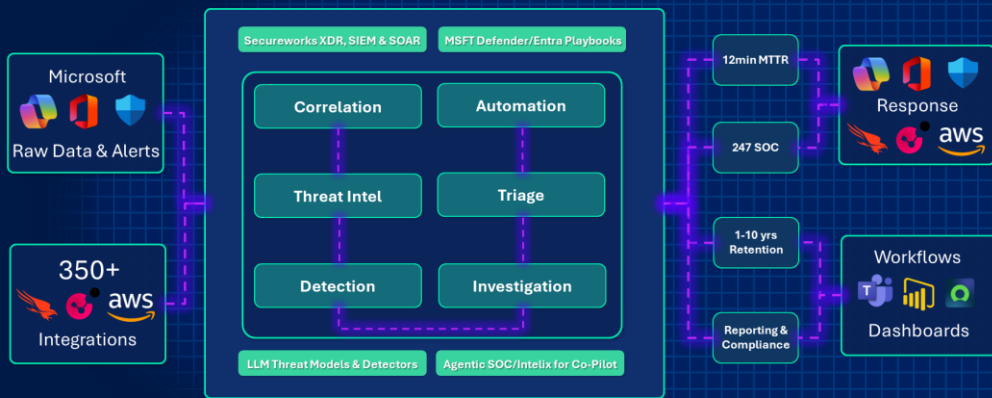 Secureworks XDR, SIEM & SOAR
MSFT Defender/Entra Playbooks
Microsoft
Raw Data & Alerts
350+
aws
Integrations
Correlation
Automation
Threat Intel
Triage
Detection
Investigation
LLM Threat Models & Detectors
Agentic SOC/Intelix for Co-Pilot
12min MTTR
247 SOC
1-10 yrs
Retention
Reporting &
Compliance
Response
aws
Workflows
T
Dashboards